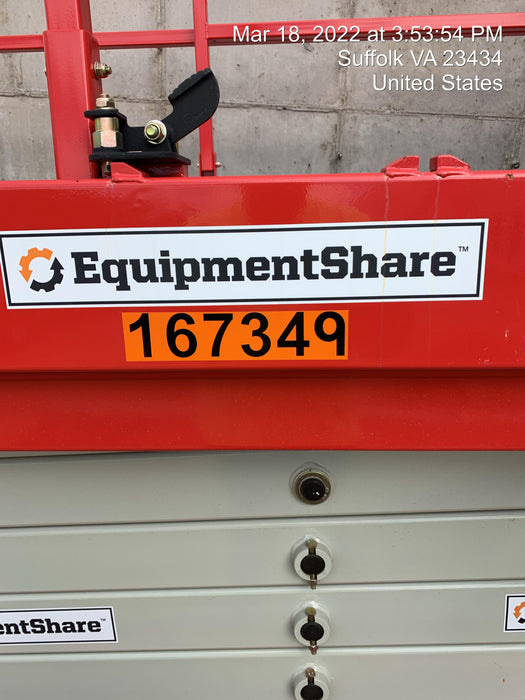 Mar 18, 2022 at 3:53:54 PM
Suffolk VA 23434
United States
EquipmentShare™
167349
entShare™